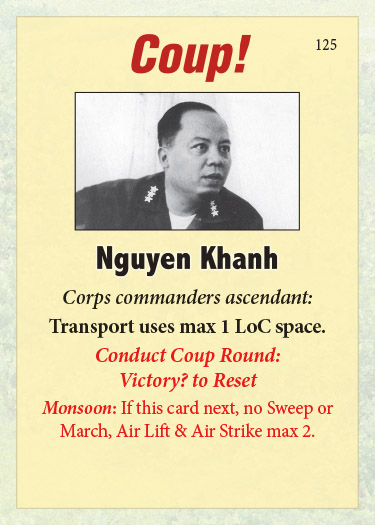 Coup!
125
Nguyen Khanh
Corps commanders ascendant:
Transport uses max 1 LoC space.
Conduct Coup Round:
Victory? to Reset
Monsoon: If this card next, no Sweep or
March, Air Lift & Air Strike max 2.